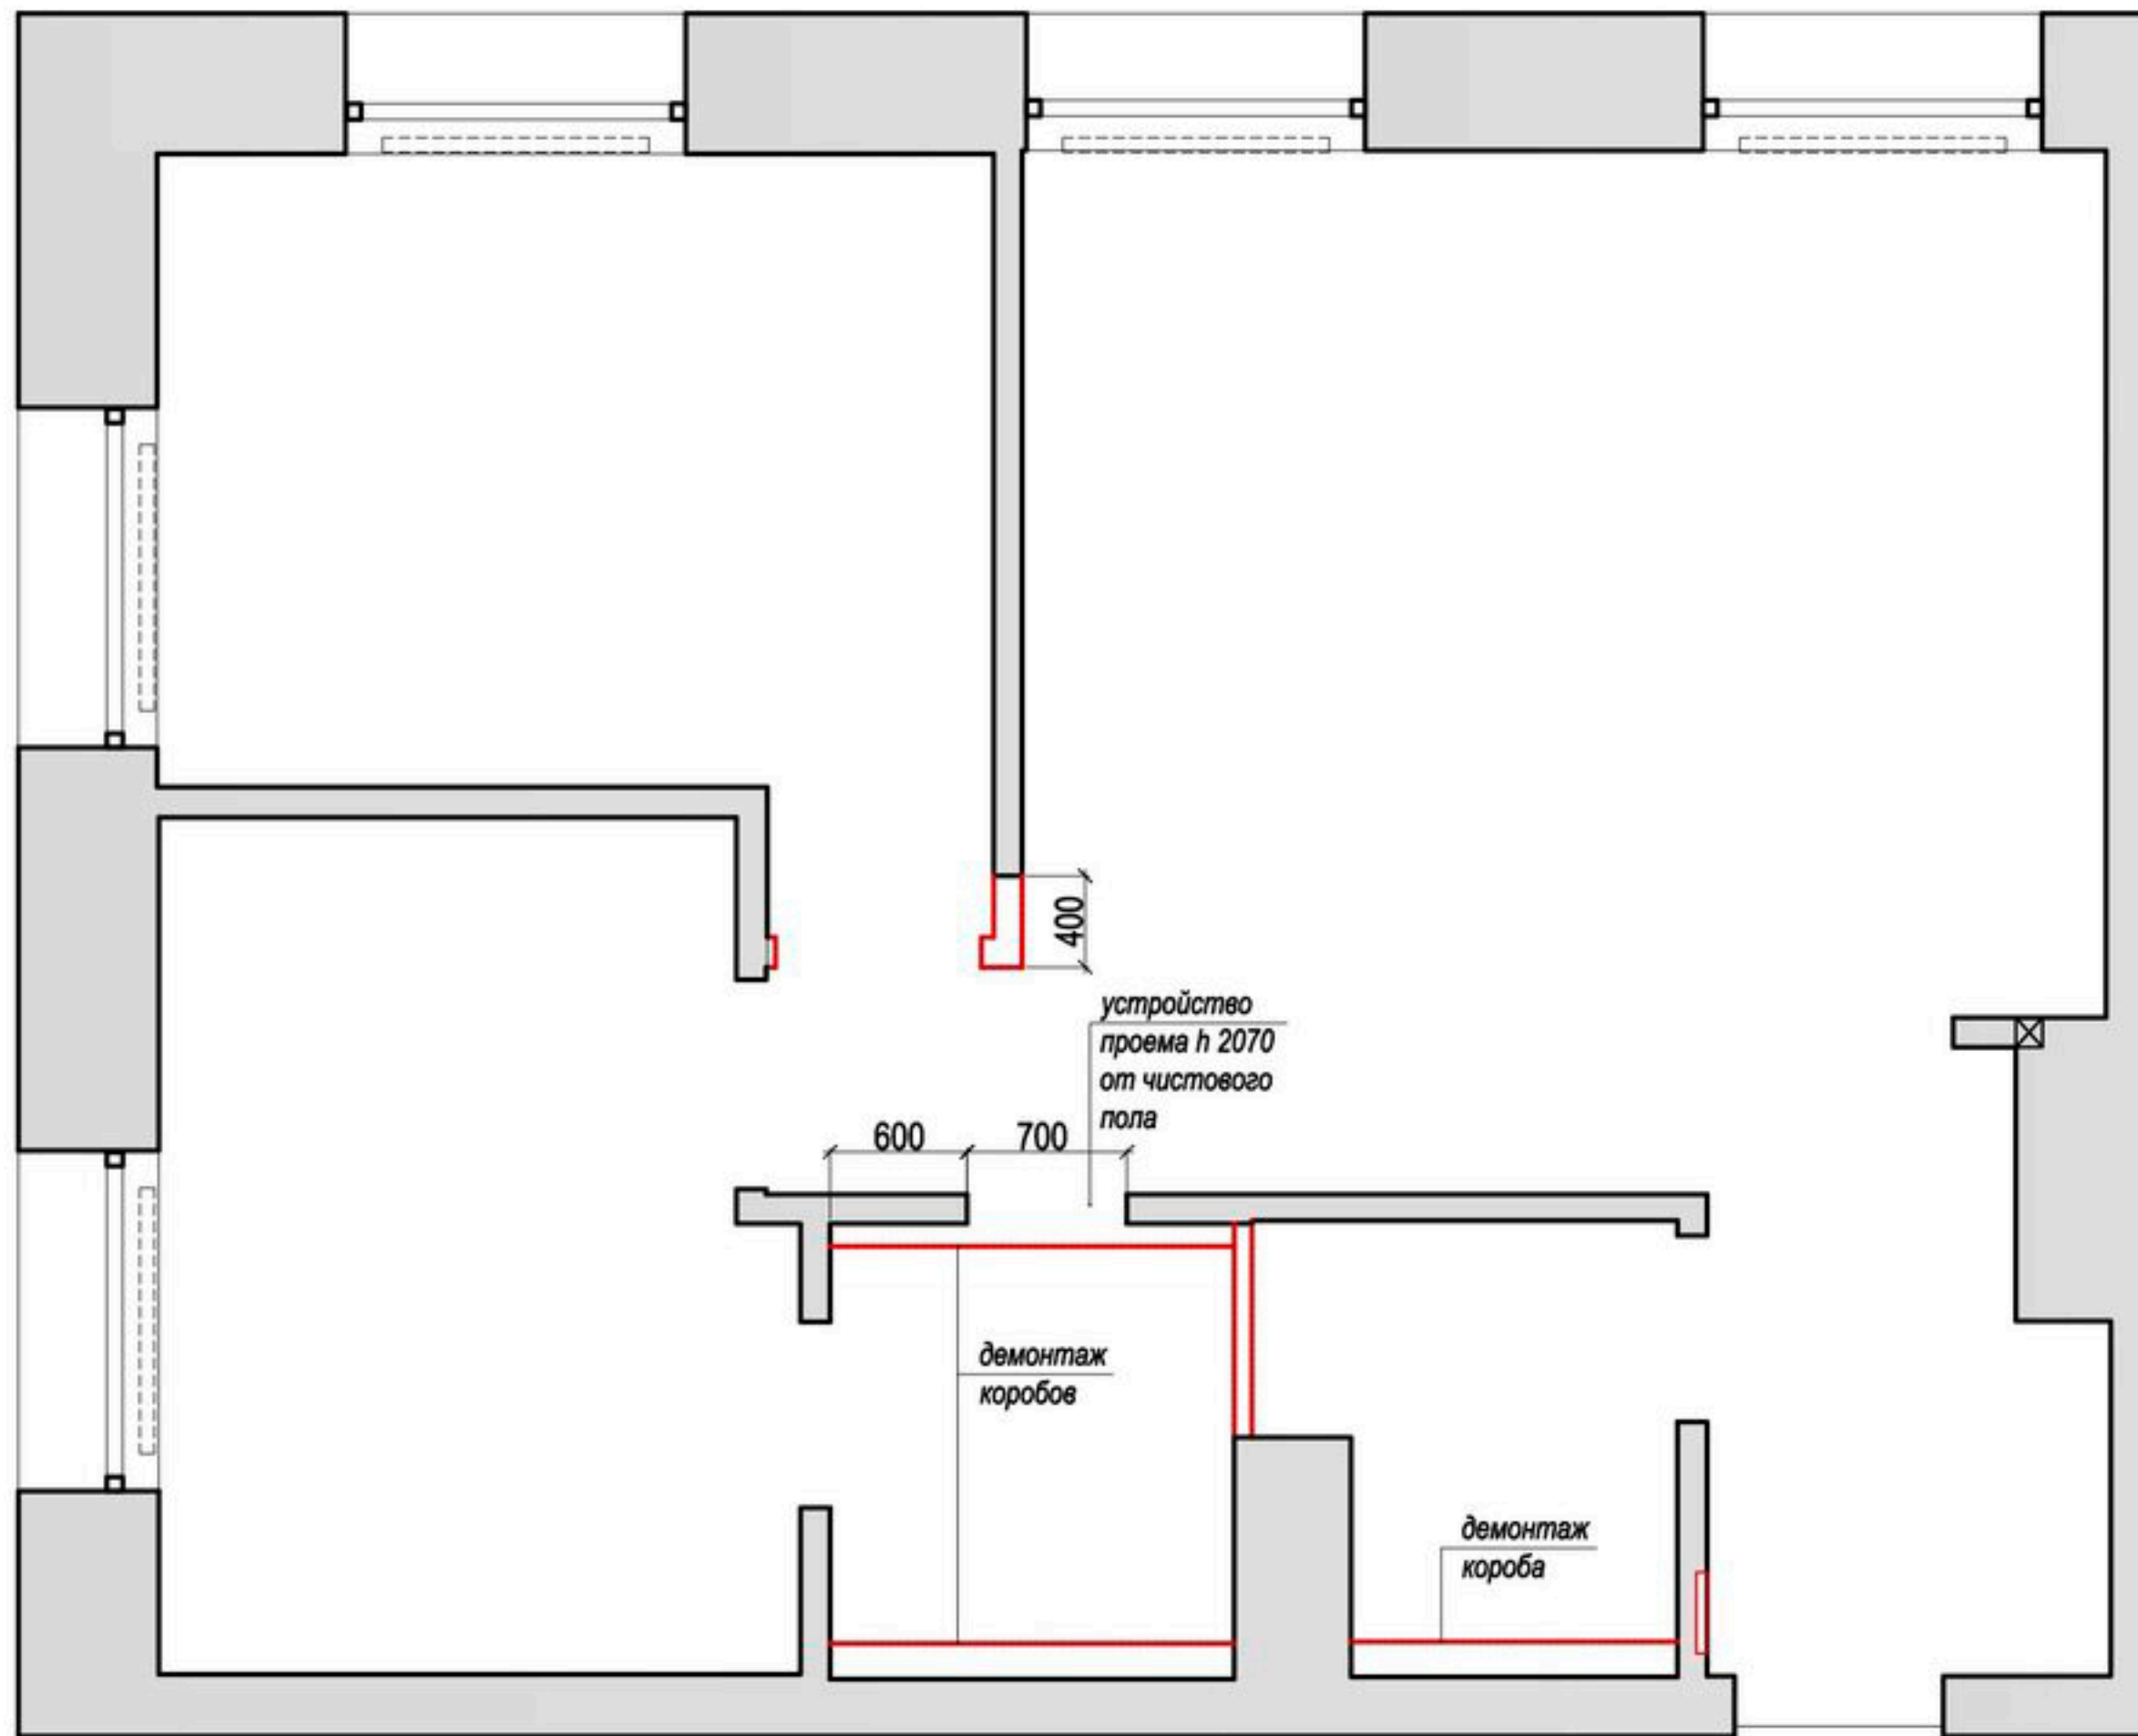 400
устройство
проема h 2070
от чистового
пола
600 700
демонтаж
коробов
демонтаж
короба